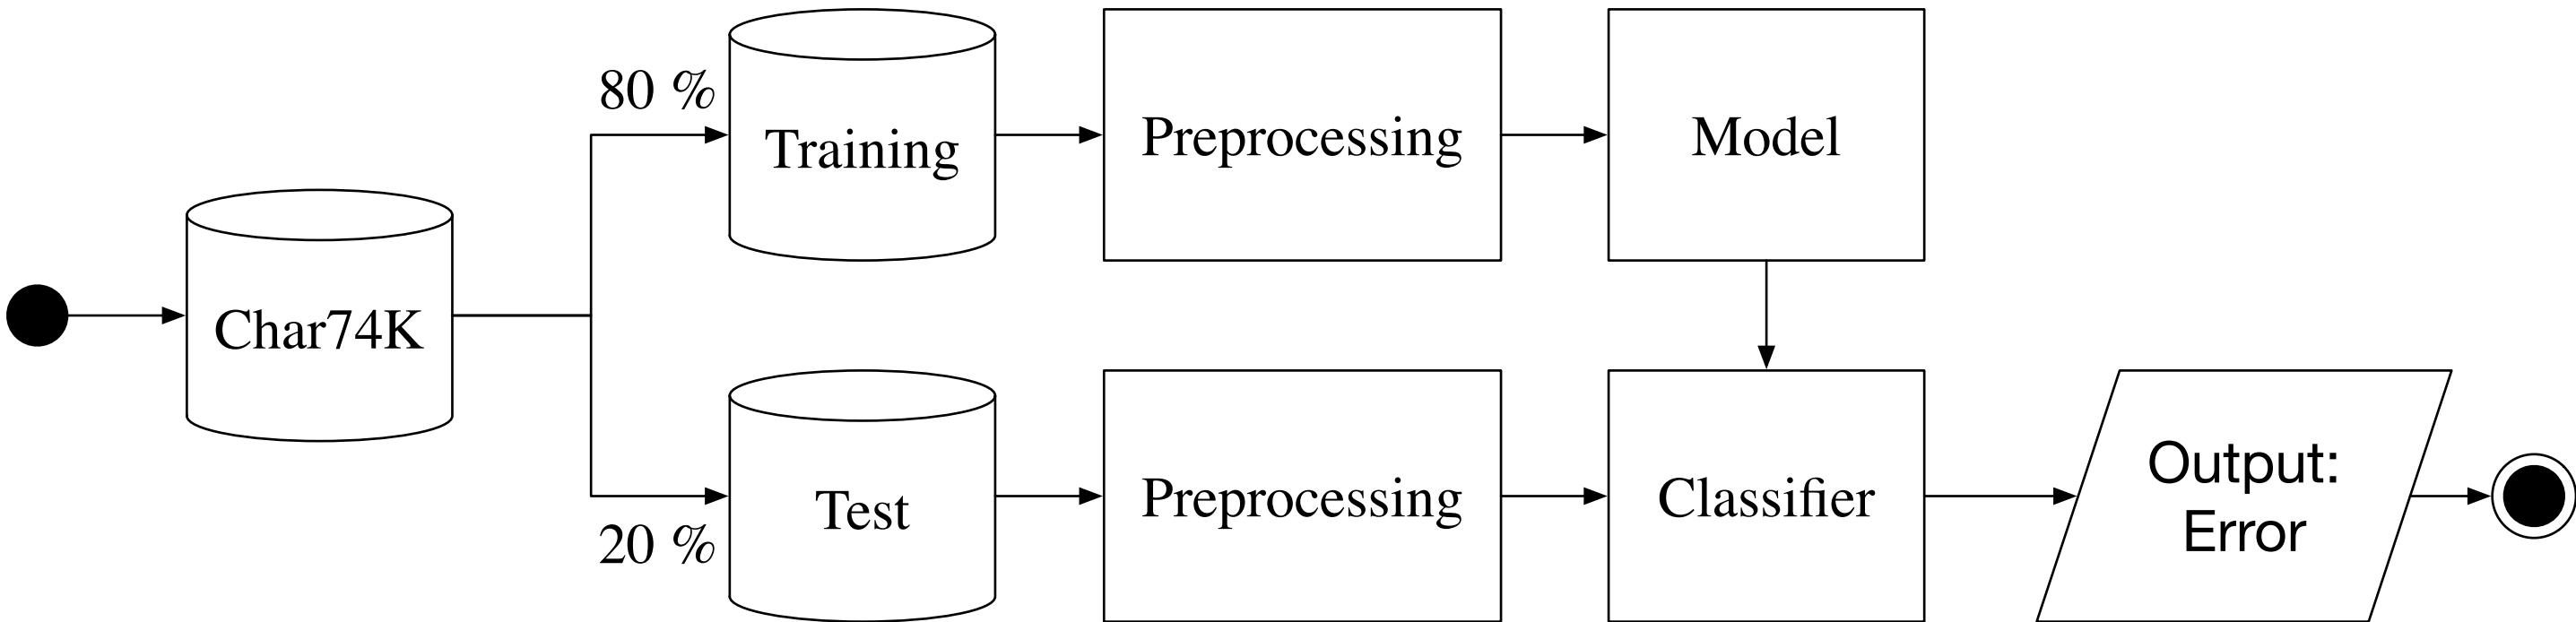 80 %
Training
Preprocessing
Model
Char74K
20 %
Test
Preprocessing
Classifier
Output:
Error